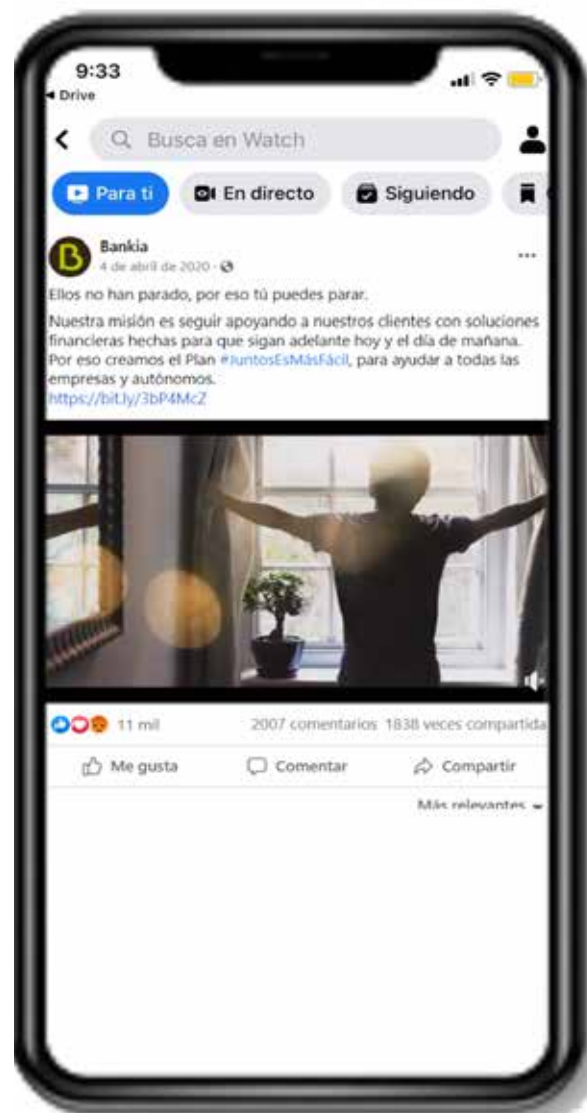 9:33
Drive
Busca en Watch
Para ti
En directo
Siguiendo
Bankia
4 de abril de 2020 ·
Ellos no han parado, por eso tú puedes parar.
Nuestra misión es seguir apoyando a nuestros clientes con soluciones
financieras hechas para que sigan adelante hoy y el día de mañana.
Por eso creamos el Plan #JuntosEsMásFácil, para ayudar a todas las
empresas y autónomos.
https://bit.ly/3bP4McZ
11 mil
2007 comentarios 1838 veces compartida
Me gusta
Comentar
Compartir
Más relevantes